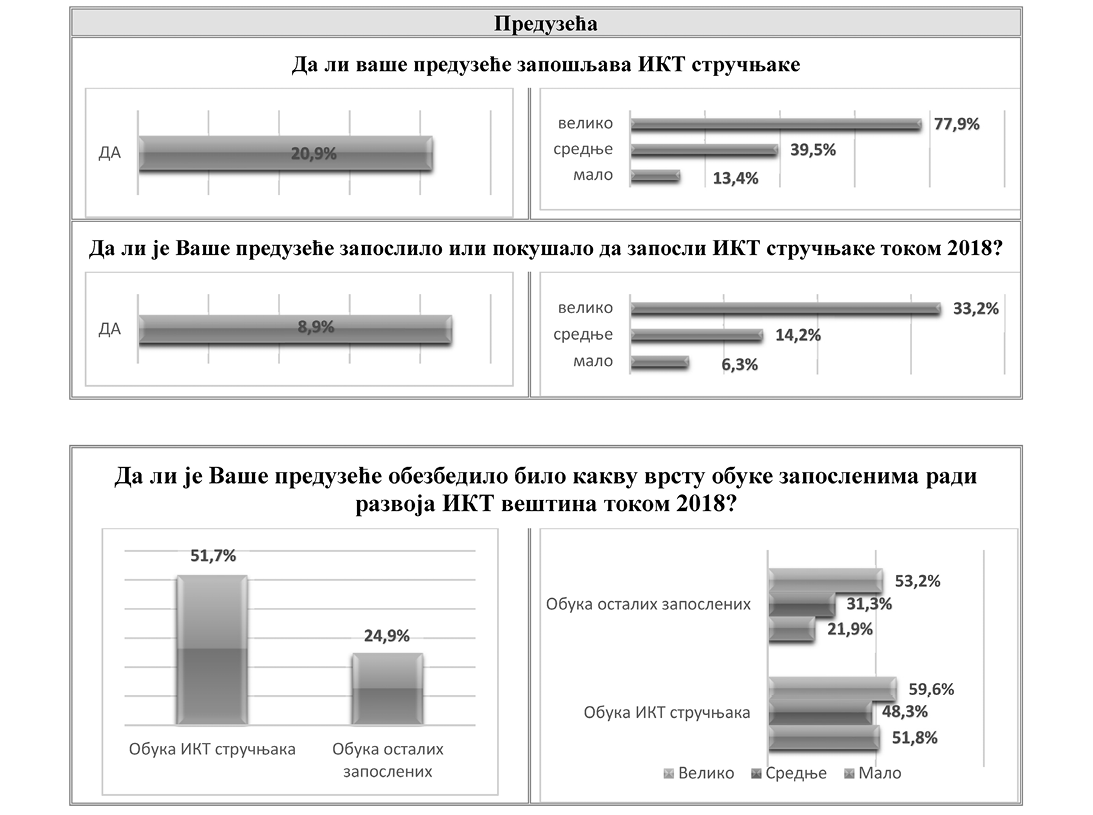 Предузећа
Да ли ваше предузеће запошљава ИКТ стручњаке
ДА
20,9%
велико
77,9%
средње
39,5%
мало
13,4%
Да ли је Ваше предузеће запослило или покушало да запосли ИКТ стручњаке током 2018?
ДА
8,9%
велико
33,2%
средње
14,2%
мало
6,3%
Да ли је Ваше предузеће обезбедило било какву врсту обуке запосленима ради
развоја ИКТ вештина током 2018?
51,7%
24,9%
Обука ИКТ стручњака
Обука осталих
запослених
53,2%
Обука осталих запослених
31,3%
21,9%
59,6%
Обука ИКТ стручњака
48,3%
51,8%
Велико Средње Мало